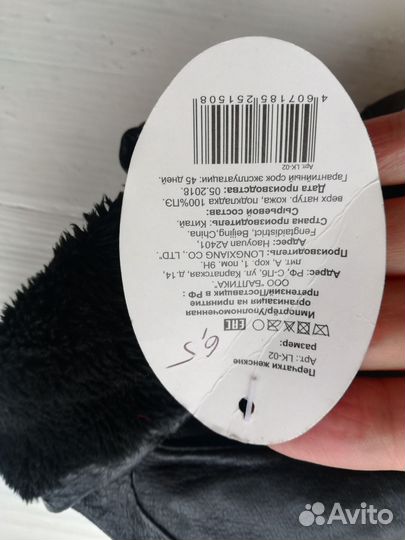 Перчатки женские
Арт.: LK-02
размер: 6,5
EAC
Импортёр/уполномоченная
организация на принятие
претензий/Поставщик в РФ :
ООО "БАЛТИКА".
Адрес: РФ, С-Пб. ул. Карпатская, д.14,
лит. А, кор. 1, пом. 9Н.
Производитель: LONGXIANG CO. LTD".
Адрес: Haoyuan A2401,
Fengtaidistrict, Beijing,China.
Страна производитель: Китай.
Сырьевой состав:
верх натур. кожа, подкладка 100%ПЭ.
Дата производства: 05.2018.
Гарантийный срок эксплуатации: 45 дней.
Арт. LK-02
4 607185 251508
Avito